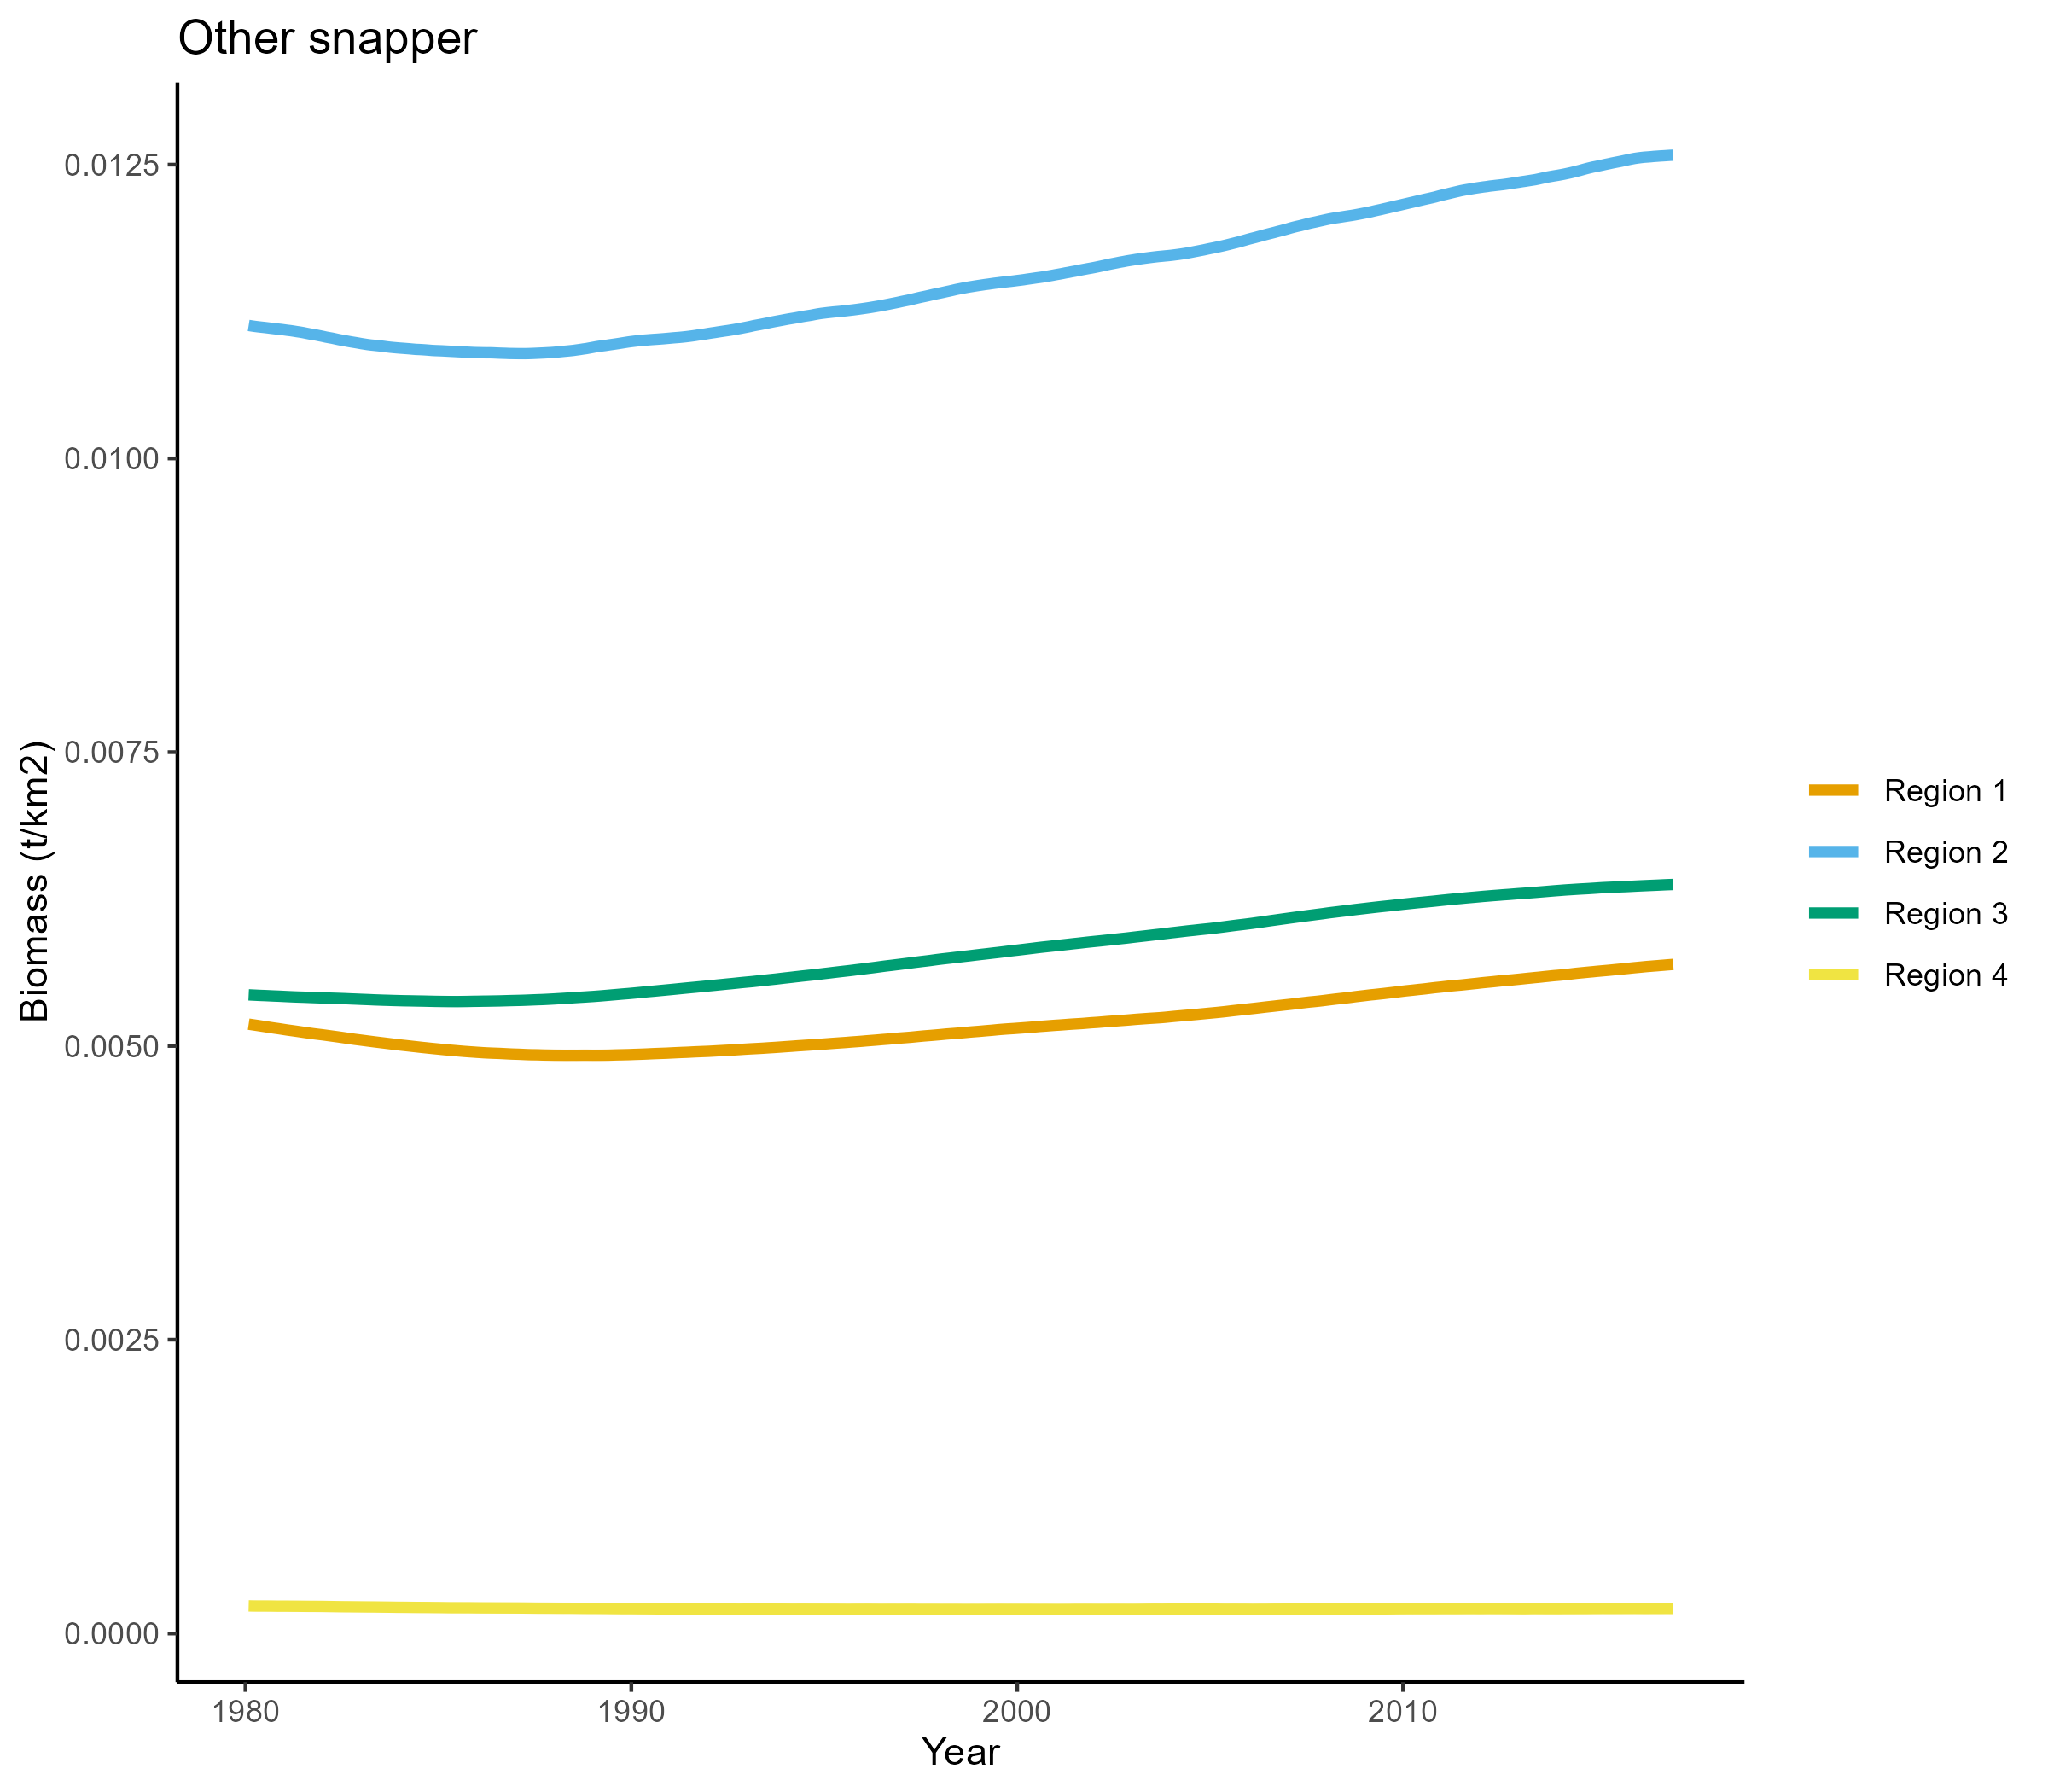 Other snapper
Biomass (t/km2)
0.0125
0.0100
0.0075
0.0050
0.0025
0.0000
1980 1990 2000 2010
Year
Region 1
Region 2
Region 3
Region 4